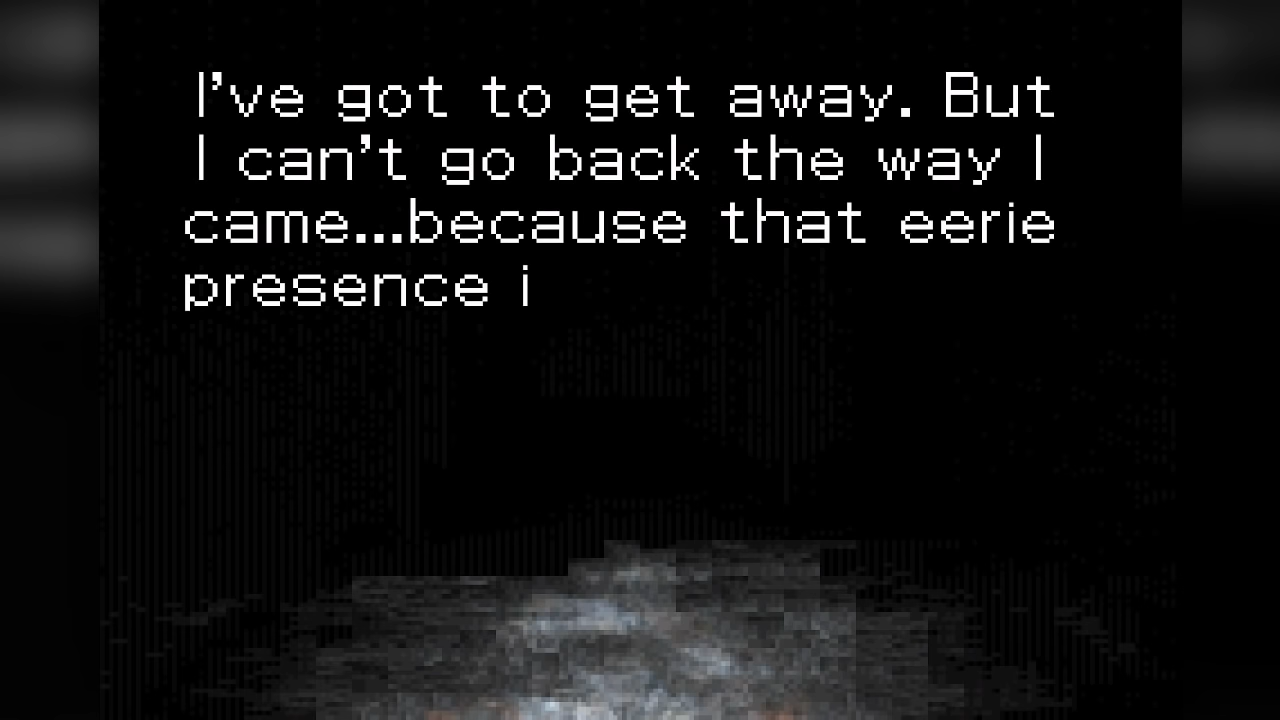 I've got to get away. But
I can't go back the way I
came...because that eerie
presence i